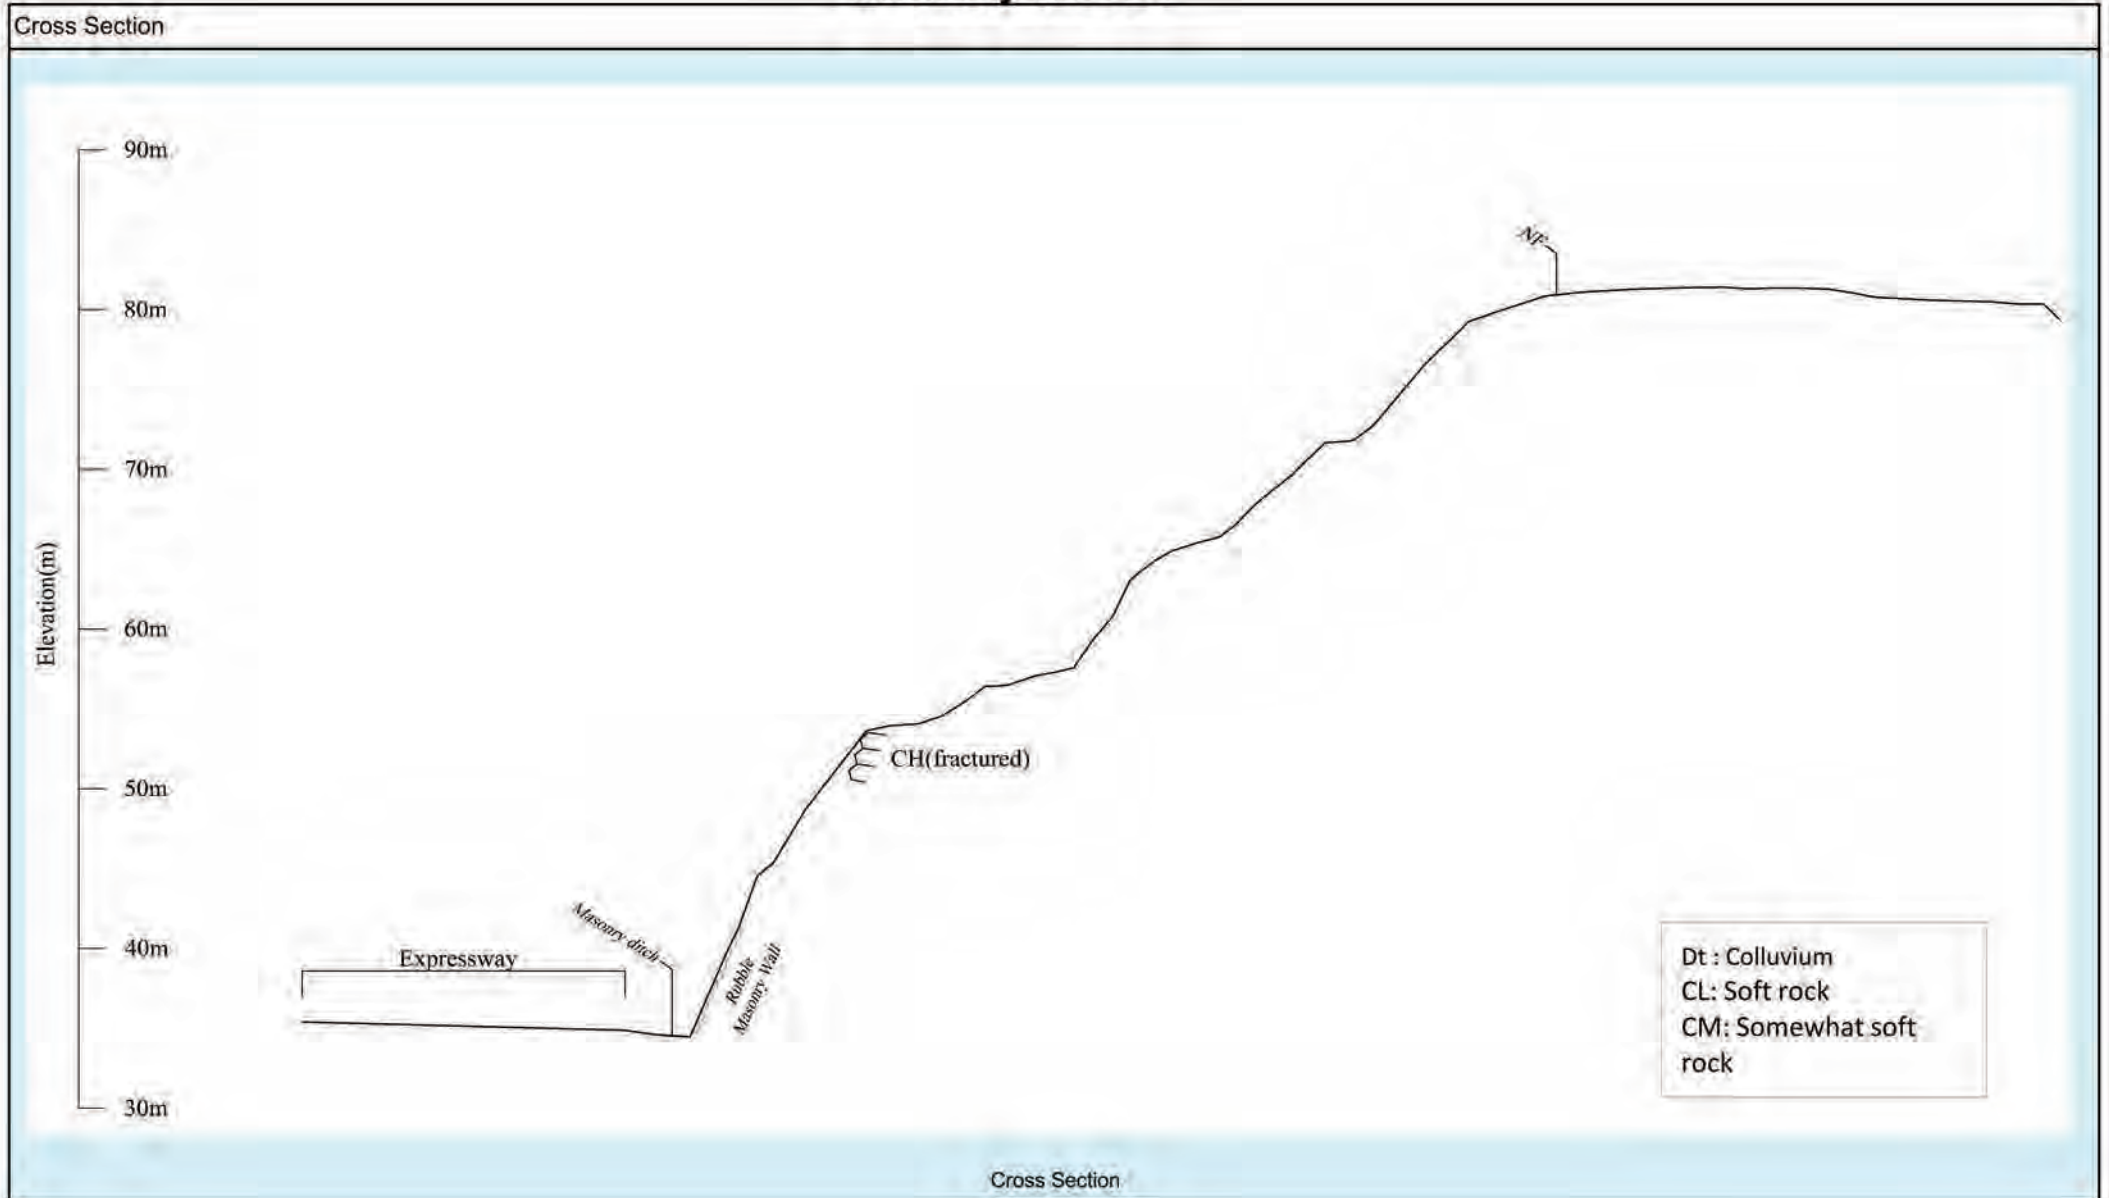 Cross Section
90m
NF
80m
70m
Elevation(m)
60m
CH(fractured)
50m
Masonry ditch
40m
Expressway
Rubble
Masonry Wall
Dt : Colluvium
CL: Soft rock
CM: Somewhat soft
rock
30m
Cross Section